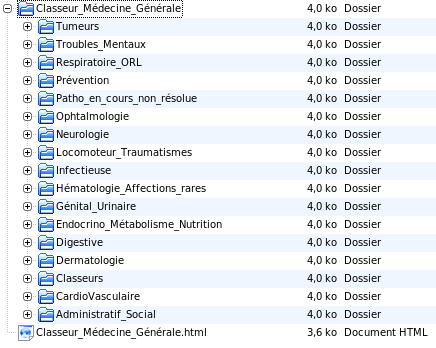 Classeur_Médecine_Générale 4,0 ko Dossier
Tumeurs 4,0 ko Dossier
Troubles_Mentaux 4,0 ko Dossier
Respiratoire_ORL 4,0 ko Dossier
Prévention 4,0 ko Dossier
Patho_en_cours_non_résolue 4,0 ko Dossier
Ophtalmologie 4,0 ko Dossier
Neurologie 4,0 ko Dossier
Locomoteur_Traumatismes 4,0 ko Dossier
Infectieuse 4,0 ko Dossier
Hématologie_Affections_rares 4,0 ko Dossier
Génital_Urinaire 4,0 ko Dossier
Endocrino_Métabolisme_Nutrition 4,0 ko Dossier
Digestive 4,0 ko Dossier
Dermatologie 4,0 ko Dossier
Classeurs 4,0 ko Dossier
CardioVasculaire 4,0 ko Dossier
Administratif_Social 4,0 ko Dossier
Classeur_Médecine_Générale.html 3,6 ko Document HTML